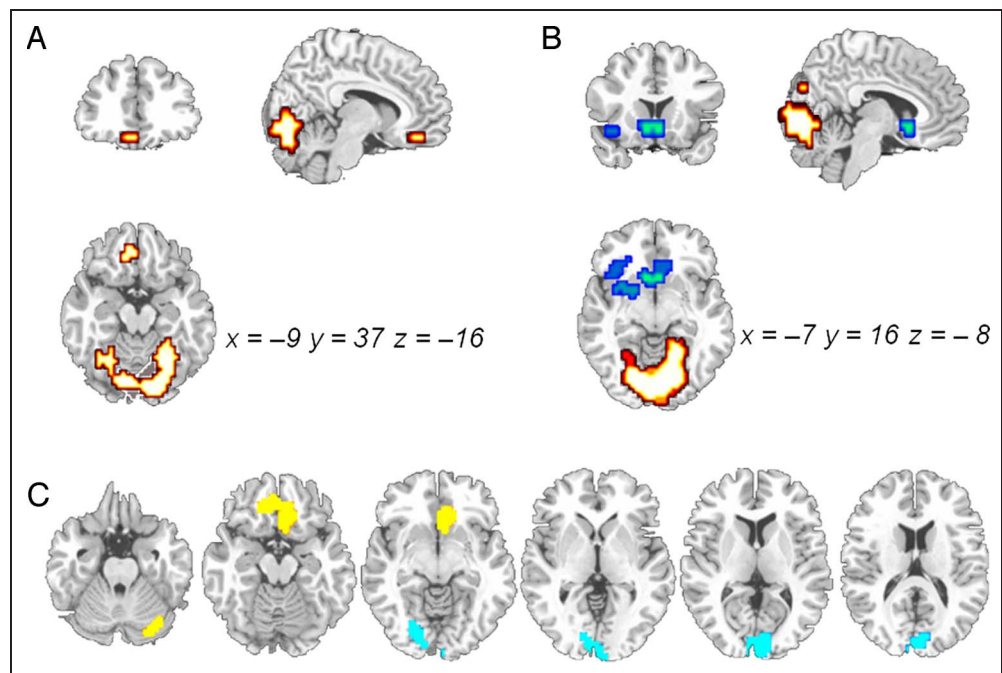 A
B
x = –9 y = 37 z = –16
x = –7 y = 16 z = – 8
C